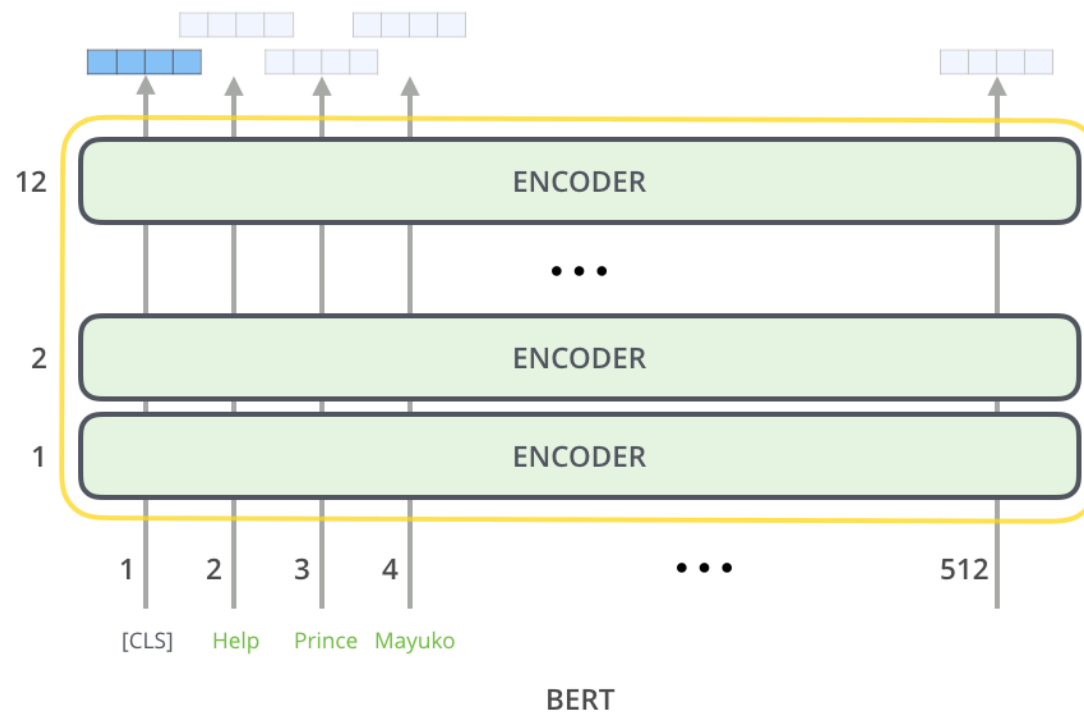 12 ENCODER
...
2 ENCODER
1 ENCODER
1 2 3 4 ... 512
[CLS] Help Prince Mayuko
BERT